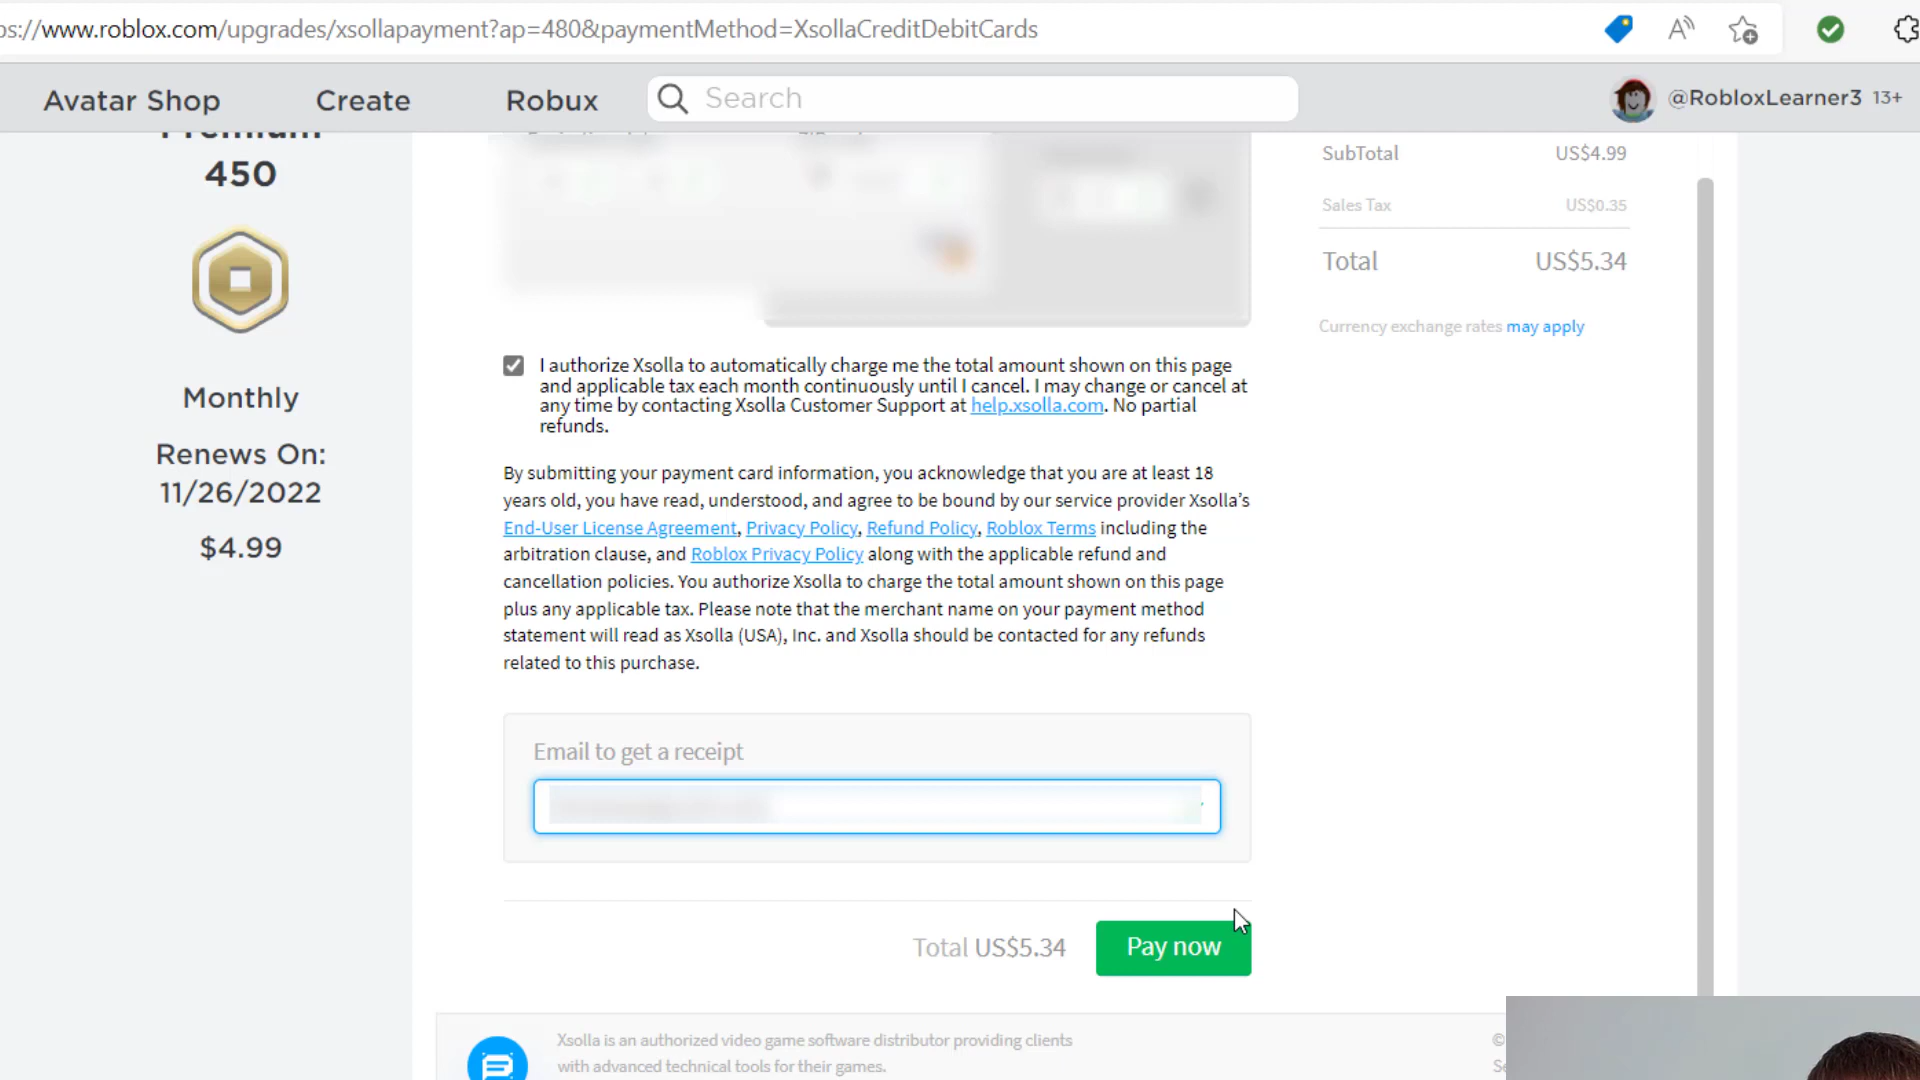 ps://www.roblox.com/upgrades/xsollapayment?ap=480&paymentMethod=XsollaCreditDebitCards
Avatar Shop
Create
Robux
Search
@RobloxLearner3 13+
Premium
450
Monthly
Renews On:
11/26/2022
$4.99
I authorize Xsolla to automatically charge me the total amount shown on this page
and applicable tax each month continuously until I cancel. I may change or cancel at
any time by contacting Xsolla Customer Support at help.xsolla.com. No partial
refunds.
By submitting your payment card information, you acknowledge that you are at least 18
years old, you have read, understood, and agree to be bound by our service provider Xsolla’s
End-User License Agreement, Privacy Policy, Refund Policy, Roblox Terms including the
arbitration clause, and Roblox Privacy Policy along with the applicable refund and
cancellation policies. You authorize Xsolla to charge the total amount shown on this page
plus any applicable tax. Please note that the merchant name on your payment method
statement will read as Xsolla (USA), Inc. and Xsolla should be contacted for any refunds
related to this purchase.
Email to get a receipt
Total US$5.34
Pay now
SubTotal US$4.99
Sales Tax US$0.35
Total US$5.34
Currency exchange rates may apply
Xsolla is an authorized video game software distributor providing clients
with advanced technical tools for their games.
©